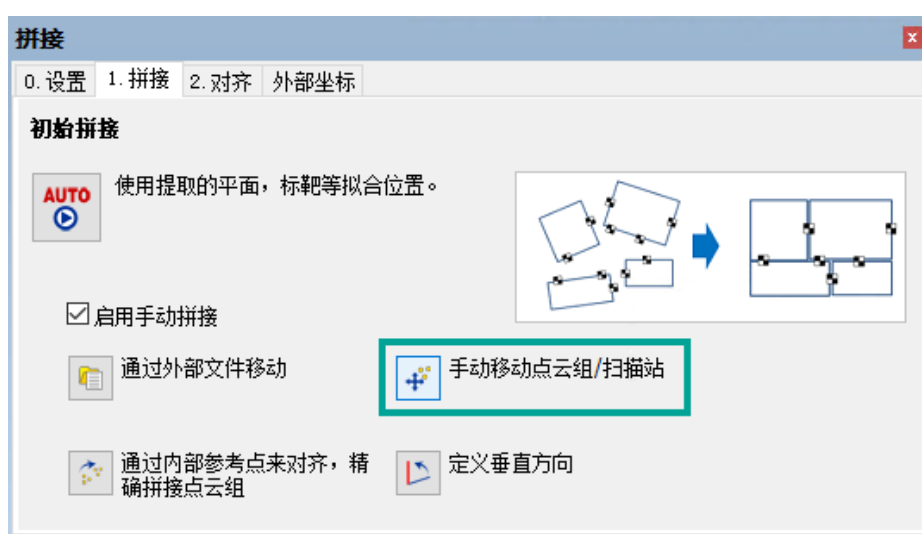 拼接
0.设置 1.拼接 2.对齐 外部坐标
初始拼接
AUTO
使用提取的平面，标靶等拟合位置。
启用手动拼接
通过外部文件移动
手动移动点云组/扫描站
通过内部参考点来对齐，精
确拼接点云组
定义垂直方向